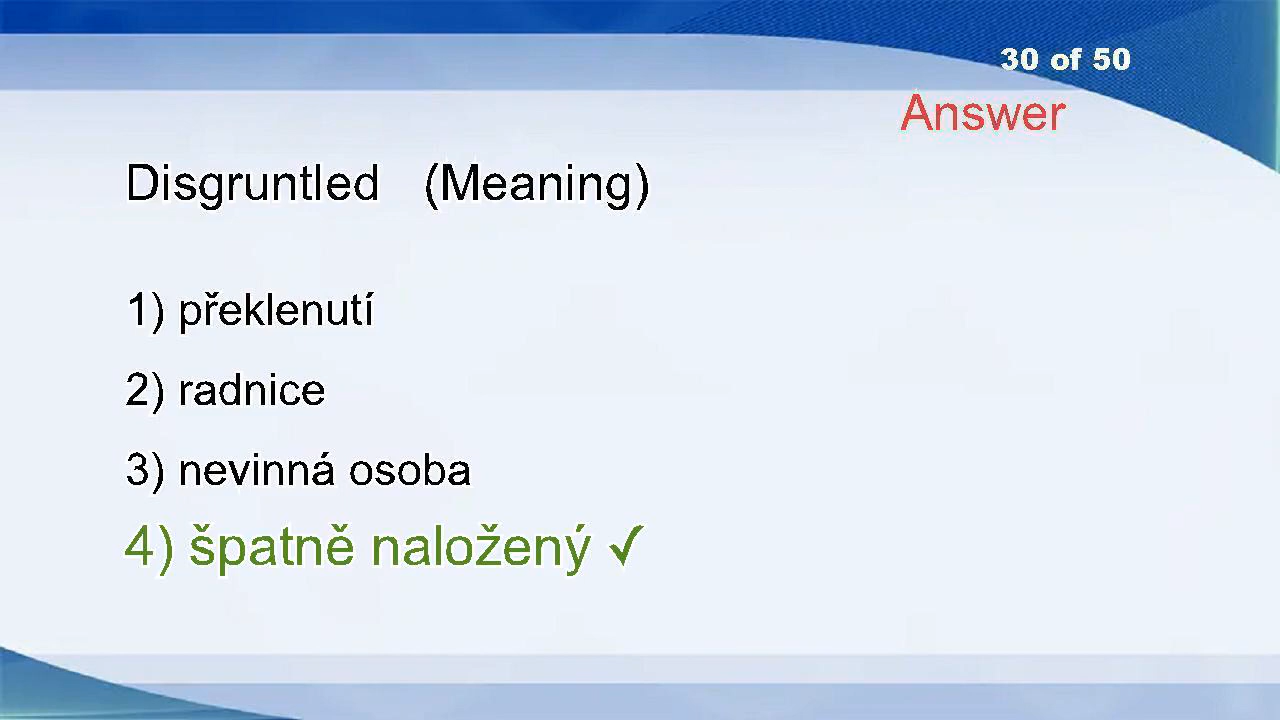 30 of 50
Answer
Disgruntled (Meaning)
1) překlenutí
2) radnice
3) nevinná osoba
4) špatně naložený ✓